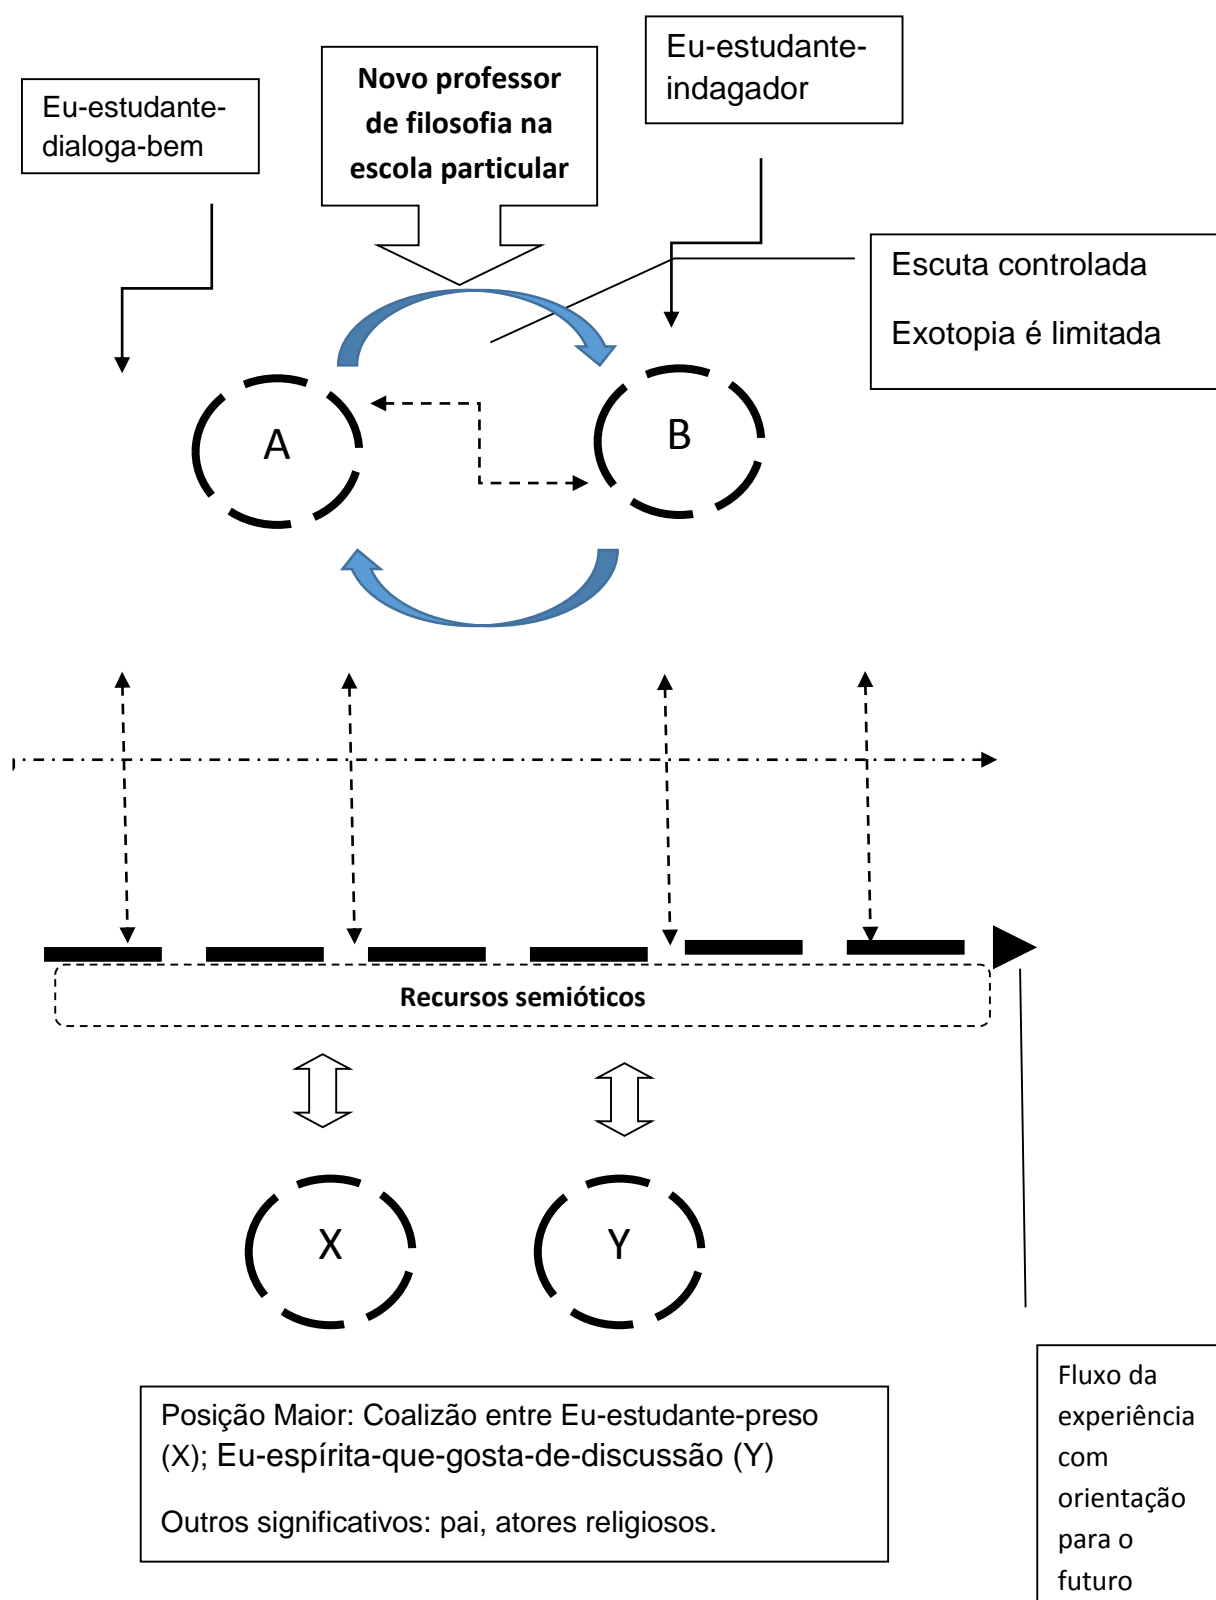 Eu-estudante-
dialoga-bem
Novo professor
de filosofia na
escola particular
Eu-estudante-
indagador
Escuta controlada
Exotopia é limitada
A
B
Recursos semióticos
X
Y
Posição Maior: Coalizão entre Eu-estudante-preso
(X); Eu-espírita-que-gosta-de-discussão (Y)
Outros significativos: pai, atores religiosos.
Fluxo da
experiência
com
orientação
para o
futuro